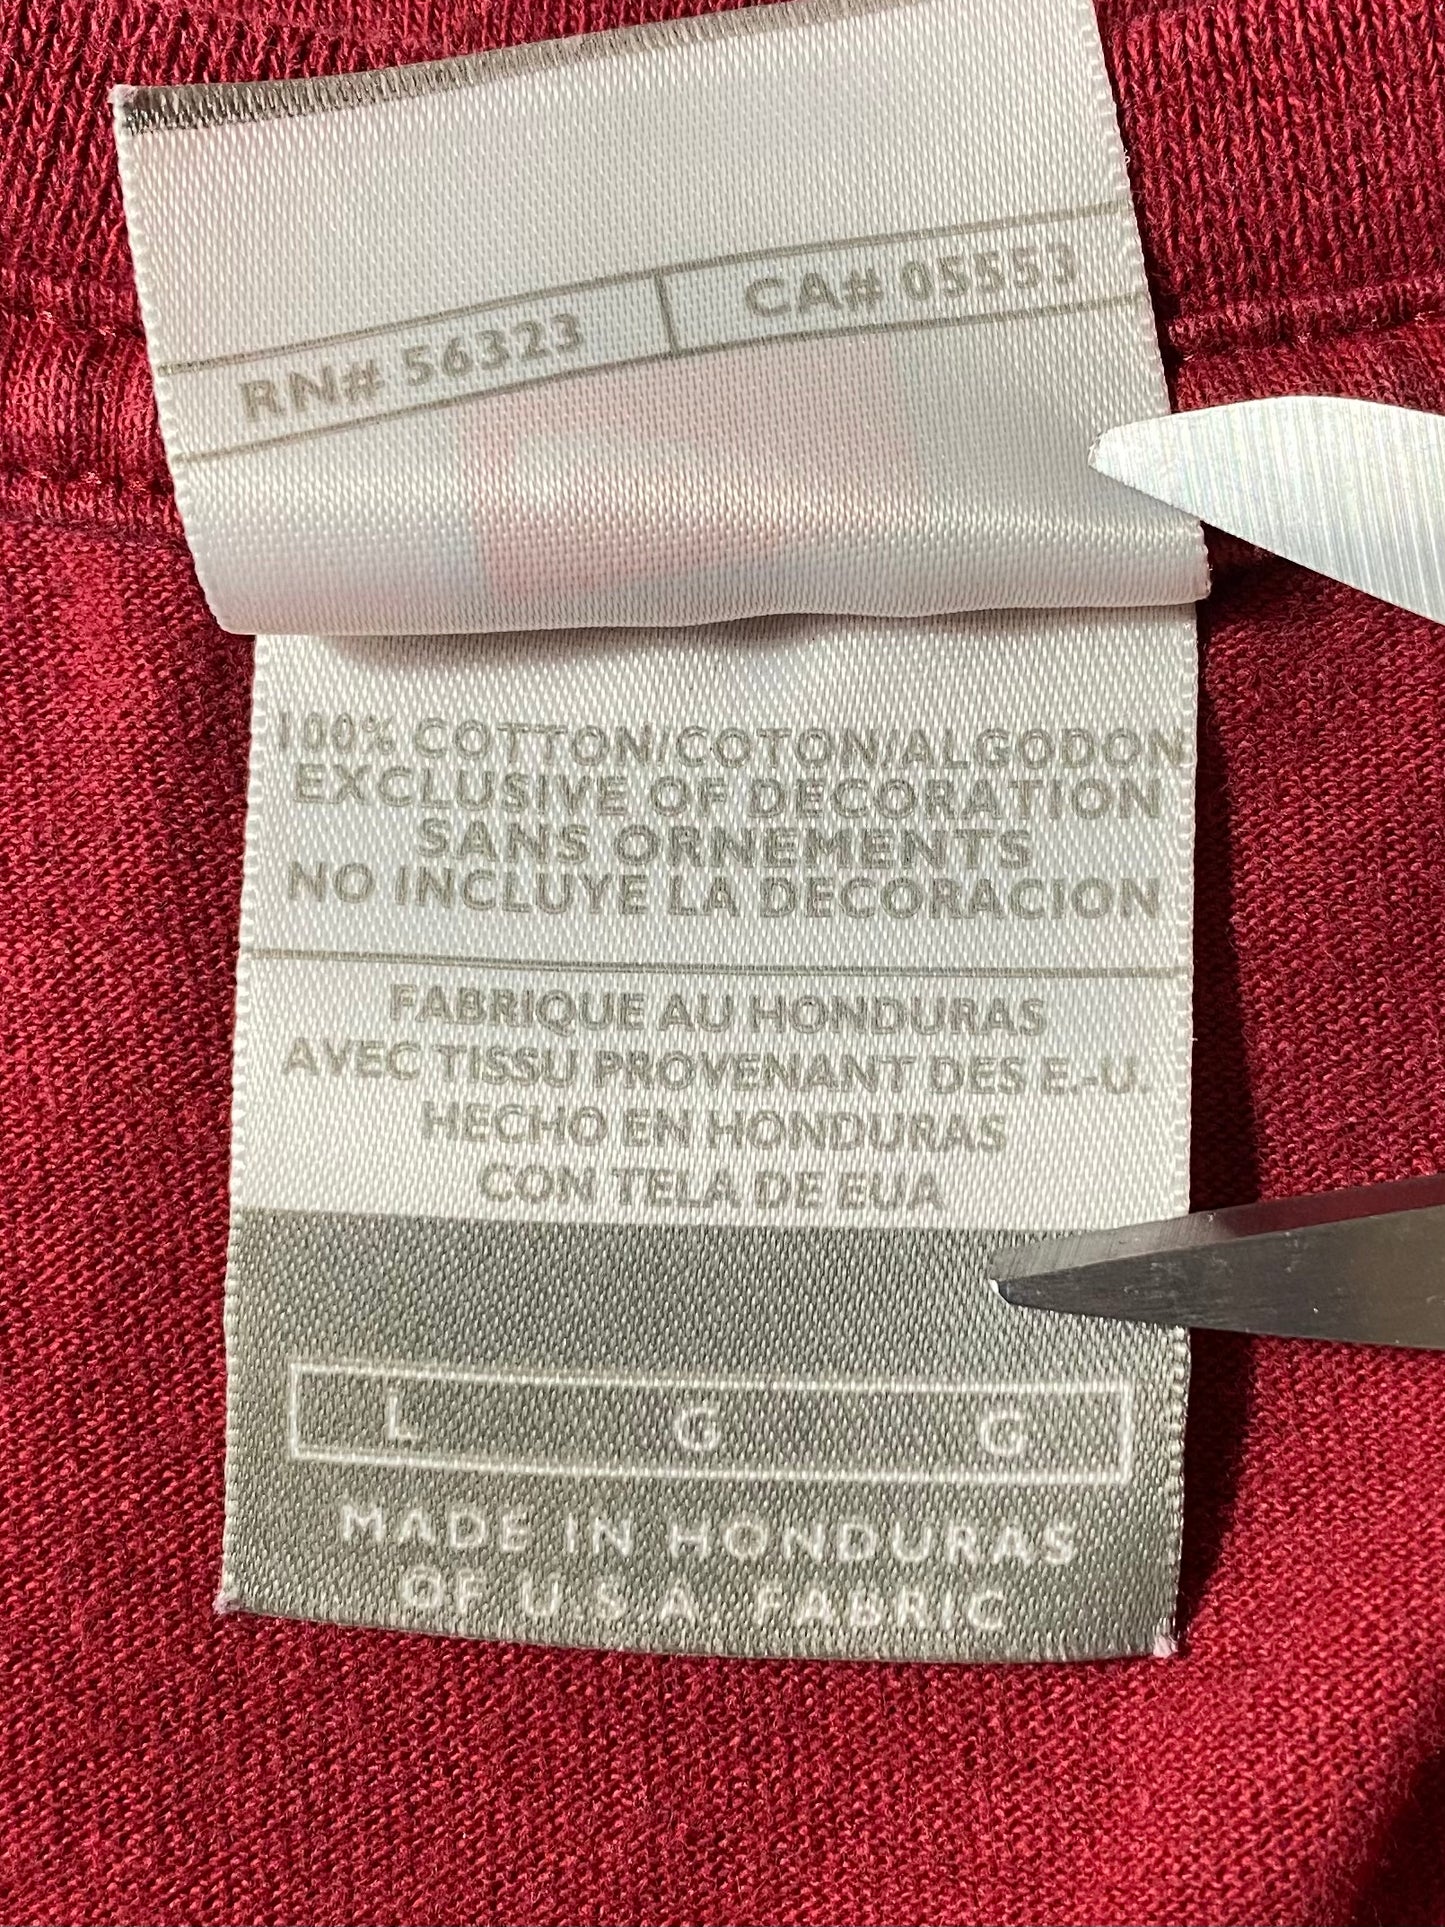 RN# 56323 CA# 05553
100% COTTON/COTON/ALGODON
EXCLUSIVE OF DECORATION
SANS ORNEMENTS
NO INCLUYE LA DECORACION
FABRIQUE AU HONDURAS
AVEC TISSU PROVENANT DES E.-U.
HECHO EN HONDURAS
CON TELA DE EUA
L G G
MADE IN HONDURAS
OF U.S.A. FABRIC